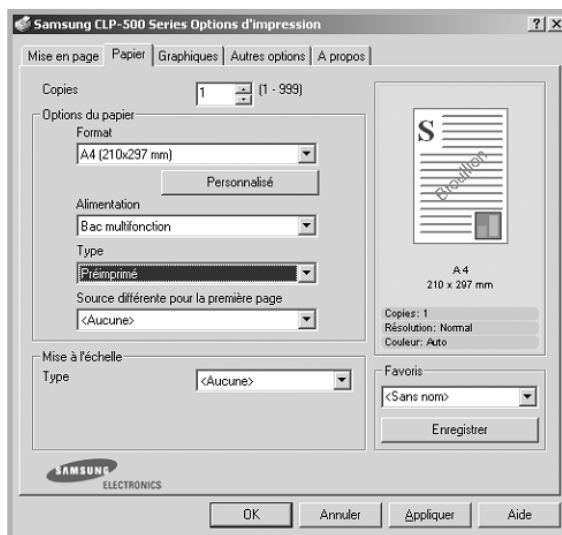 Samsung CLP-500 Series Options d'impression
Mise en page Papier Graphiques Autres options A propos
Copies 1 (1 - 999)
Options du papier
Format
A4 (210x297 mm)
Personnalisé
Alimentation
Bac multifonction
Type
Préimprimé
Source différente pour la première page
<Aucune>
Mise à l'échelle
Type <Aucune>
S
Brouillon
A4
210 x 297 mm
Copies: 1
Résolution: Normal
Couleur: Auto
Favoris
<Sans nom>
Enregistrer
SAMSUNG
ELECTRONICS
OK Annuler Appliquer Aide